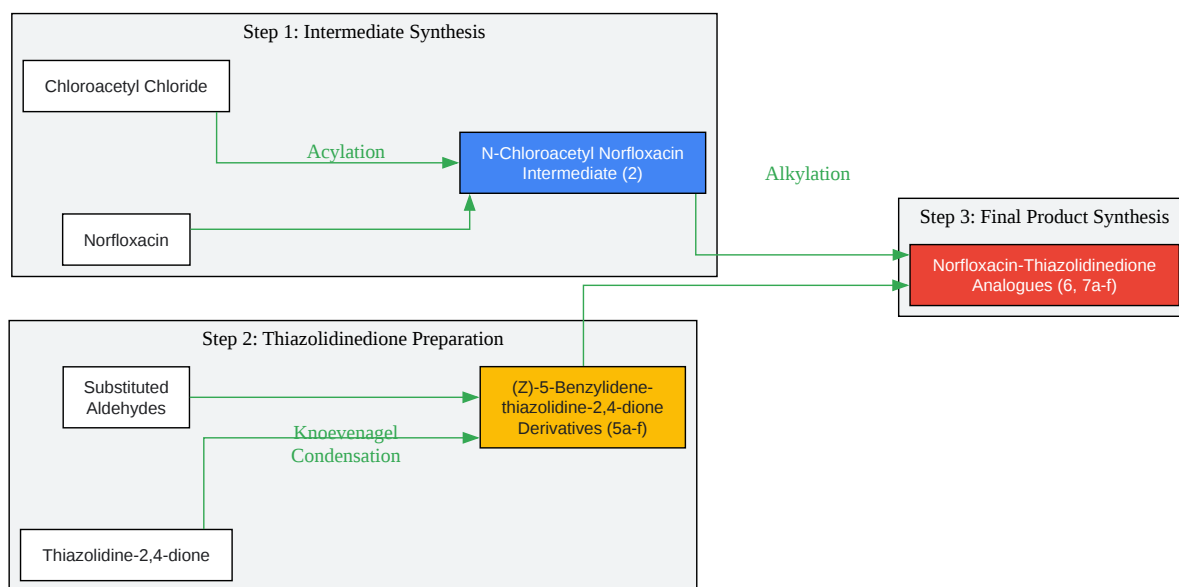 Step 1: Intermediate Synthesis
Chloroacetyl Chloride
Acylation
N-Chloroacetyl Norfloxacin
Intermediate (2)
Norfloxacin
Alkylation
Step 3: Final Product Synthesis
Norfloxacin-Thiazolidinedione
Analogues (6, 7a-f)
Step 2: Thiazolidinedione Preparation
Substituted
Aldehydes
(Z)-5-Benzylidene-
thiazolidine-2,4-dione
Derivatives (5a-f)
Knoevenagel
Condensation
Thiazolidine-2,4-dione